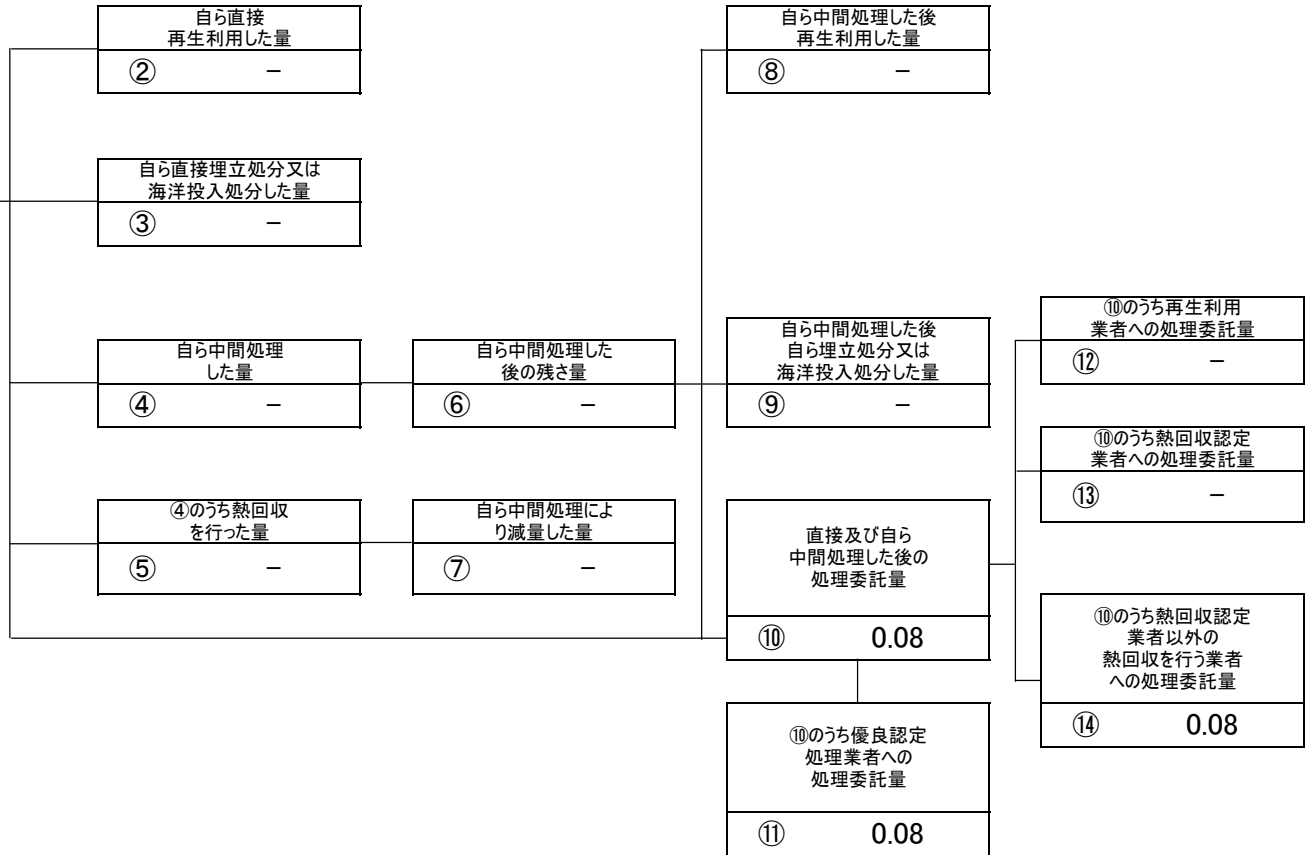 自ら直接
再生利用した量
② −
自ら中間処理した後
再生利用した量
⑧ −
自ら直接埋立処分又は
海洋投入処分した量
③ −
自ら中間処理
した量
④ −
自ら中間処理した
後の残さ量
⑥ −
自ら中間処理した後
自ら埋立処分又は
海洋投入処分した量
⑨ −
⑩のうち再生利用
業者への処理委託量
⑫ −
⑩のうち熱回収認定
業者への処理委託量
⑬ −
④のうち熱回収
を行った量
⑤ −
自ら中間処理によ
り減量した量
⑦ −
直接及び自ら
中間処理した後の
処理委託量
⑩ 0.08
⑩のうち熱回収認定
業者以外の
熱回収を行う業者
への処理委託量
⑭ 0.08
⑩のうち優良認定
処理業者への
処理委託量
⑪ 0.08